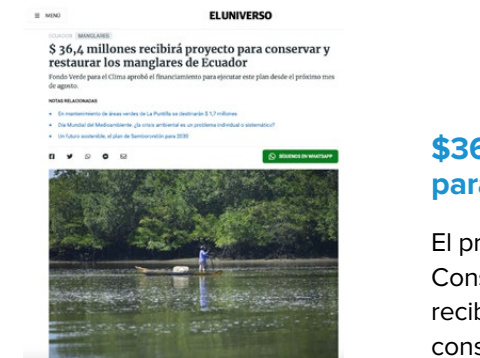 MENÚ
EL UNIVERSO
ECUADOR MANGLARES
$ 36,4 millones recibirá proyecto para conservar y
restaurar los manglares de Ecuador
Fondo Verde para el Clima aprobó el financiamiento para ejecutar este plan desde el próximo mes
de agosto.
NOTAS RELACIONADAS
En mantenimiento de áreas verdes de La Puntilla se destinarán $ 1,7 millones
Día Mundial del Medioambiente: ¿la crisis ambiental es un problema individual o sistemático?
Un futuro sostenible, el plan de Samborondón para 2030
SÍGUENOS EN WHATSAPP
$36
para
El pr
Cons
recib
cons